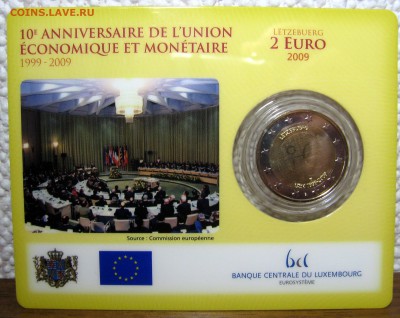 COINS.LAVE.RU
10E ANNIVERSAIRE DE L'UNION
ÉCONOMIQUE ET MONÉTAIRE
1999 - 2009
LËTZEBUERG
2 EURO
2009
Source : Commission européenne
bcl
BANQUE CENTRALE DU LUXEMBOURG
EUROSYSTÈME